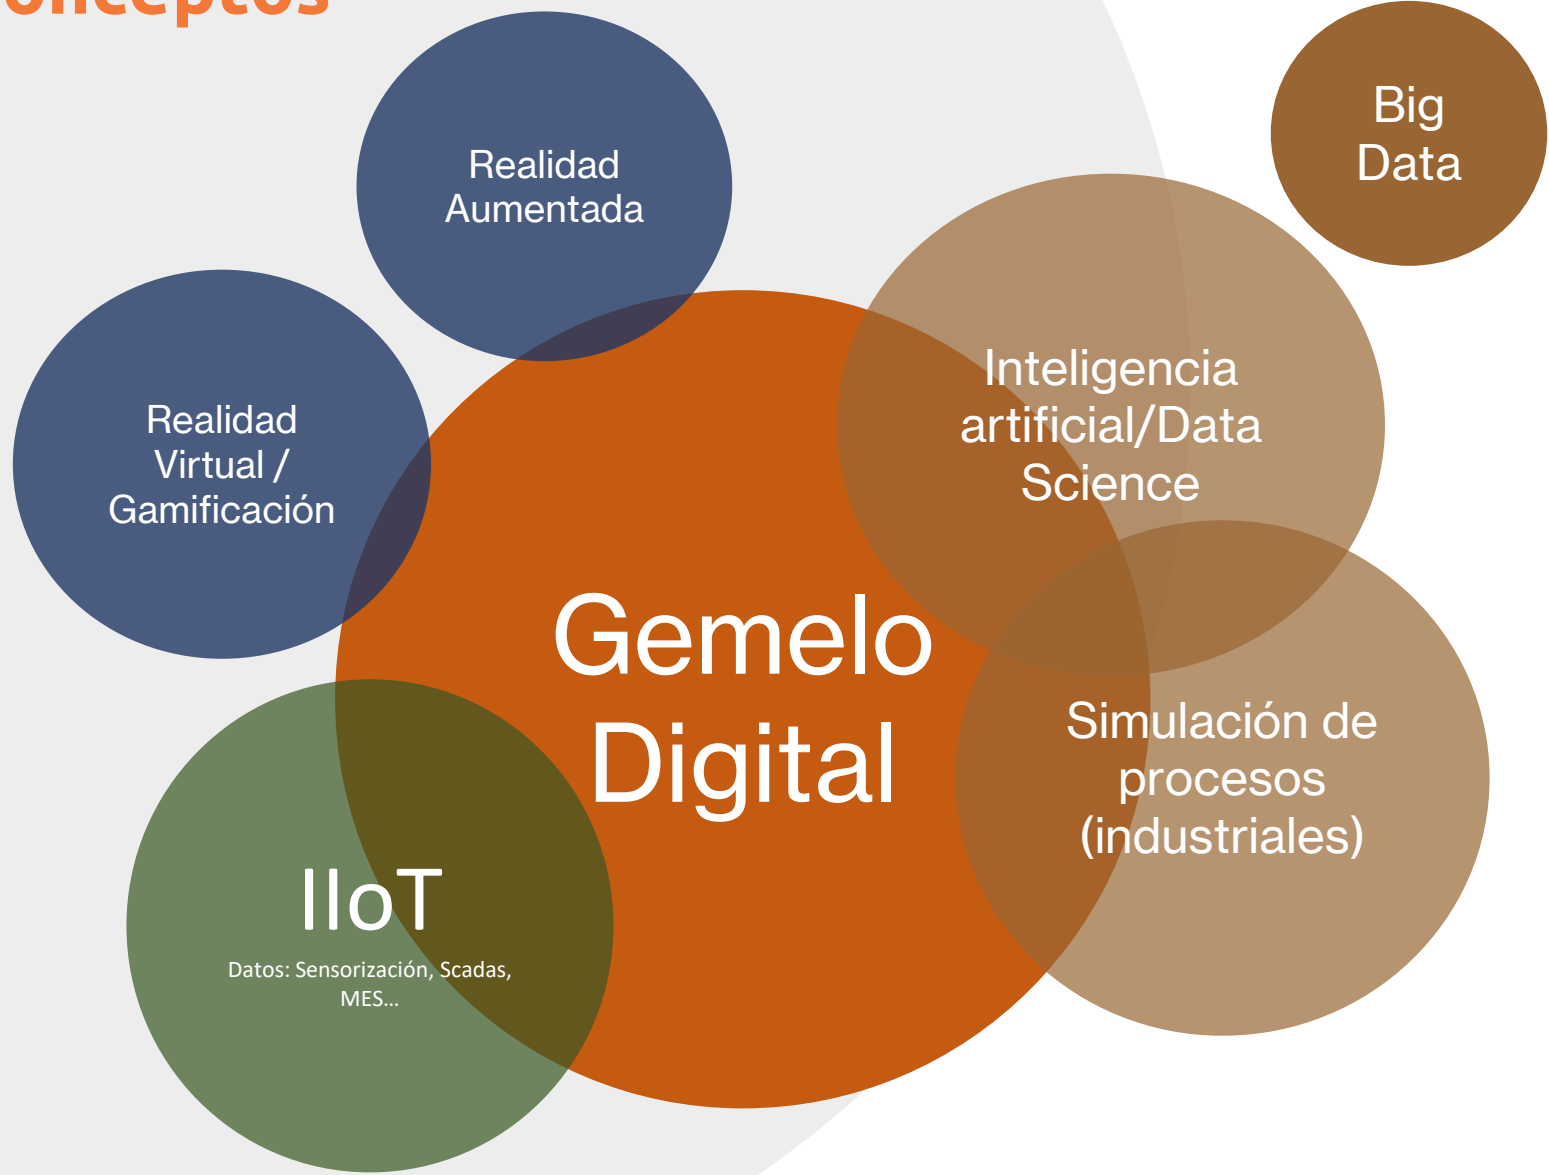 onceptos
Big
Data
Realidad
Aumentada
Inteligencia
artificial/Data
Science
Realidad
Virtual /
Gamificación
Gemelo
Digital
Simulación de
procesos
(industriales)
IIoT
Datos: Sensorización, Scadas,
MES...